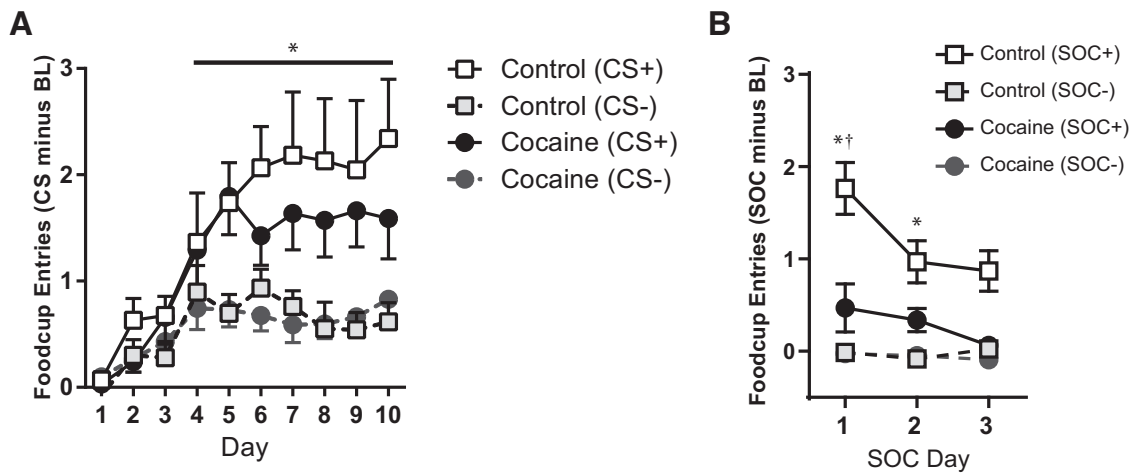 A
Foodcup Entries (CS minus BL)
3
2
1
0
*
1 2 3 4 5 6 7 8 9 10
Day
Control (CS+)
Control (CS-)
Cocaine (CS+)
Cocaine (CS-)
B
Foodcup Entries (SOC minus BL)
3
2
1
0
*†
*
1 2 3
SOC Day
Control (SOC+)
Control (SOC-)
Cocaine (SOC+)
Cocaine (SOC-)